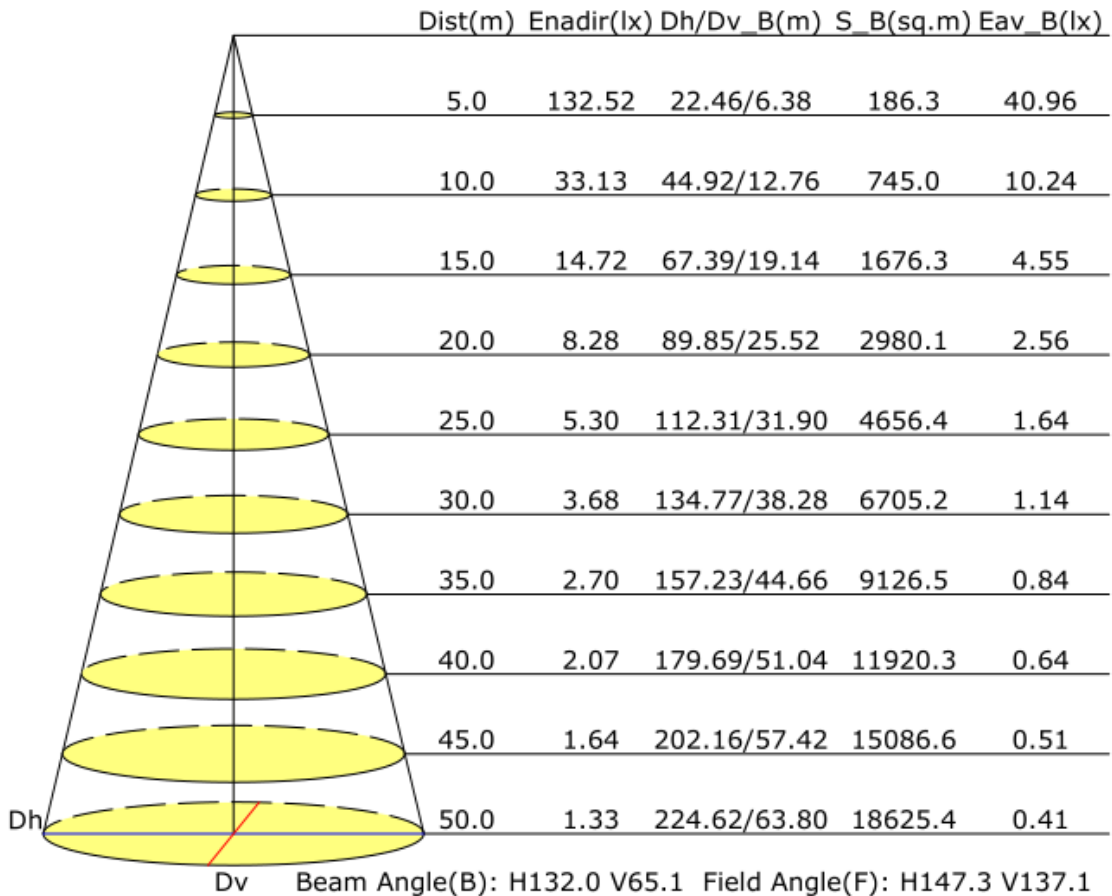 Dist(m) Enadir(lx) Dh/Dv_B(m) S_B(sq.m) Eav_B(lx)
5.0 132.52 22.46/6.38 186.3 40.96
10.0 33.13 44.92/12.76 745.0 10.24
15.0 14.72 67.39/19.14 1676.3 4.55
20.0 8.28 89.85/25.52 2980.1 2.56
25.0 5.30 112.31/31.90 4656.4 1.64
30.0 3.68 134.77/38.28 6705.2 1.14
35.0 2.70 157.23/44.66 9126.5 0.84
40.0 2.07 179.69/51.04 11920.3 0.64
45.0 1.64 202.16/57.42 15086.6 0.51
Dh 50.0 1.33 224.62/63.80 18625.4 0.41
Dv Beam Angle(B): H132.0 V65.1 Field Angle(F): H147.3 V137.1